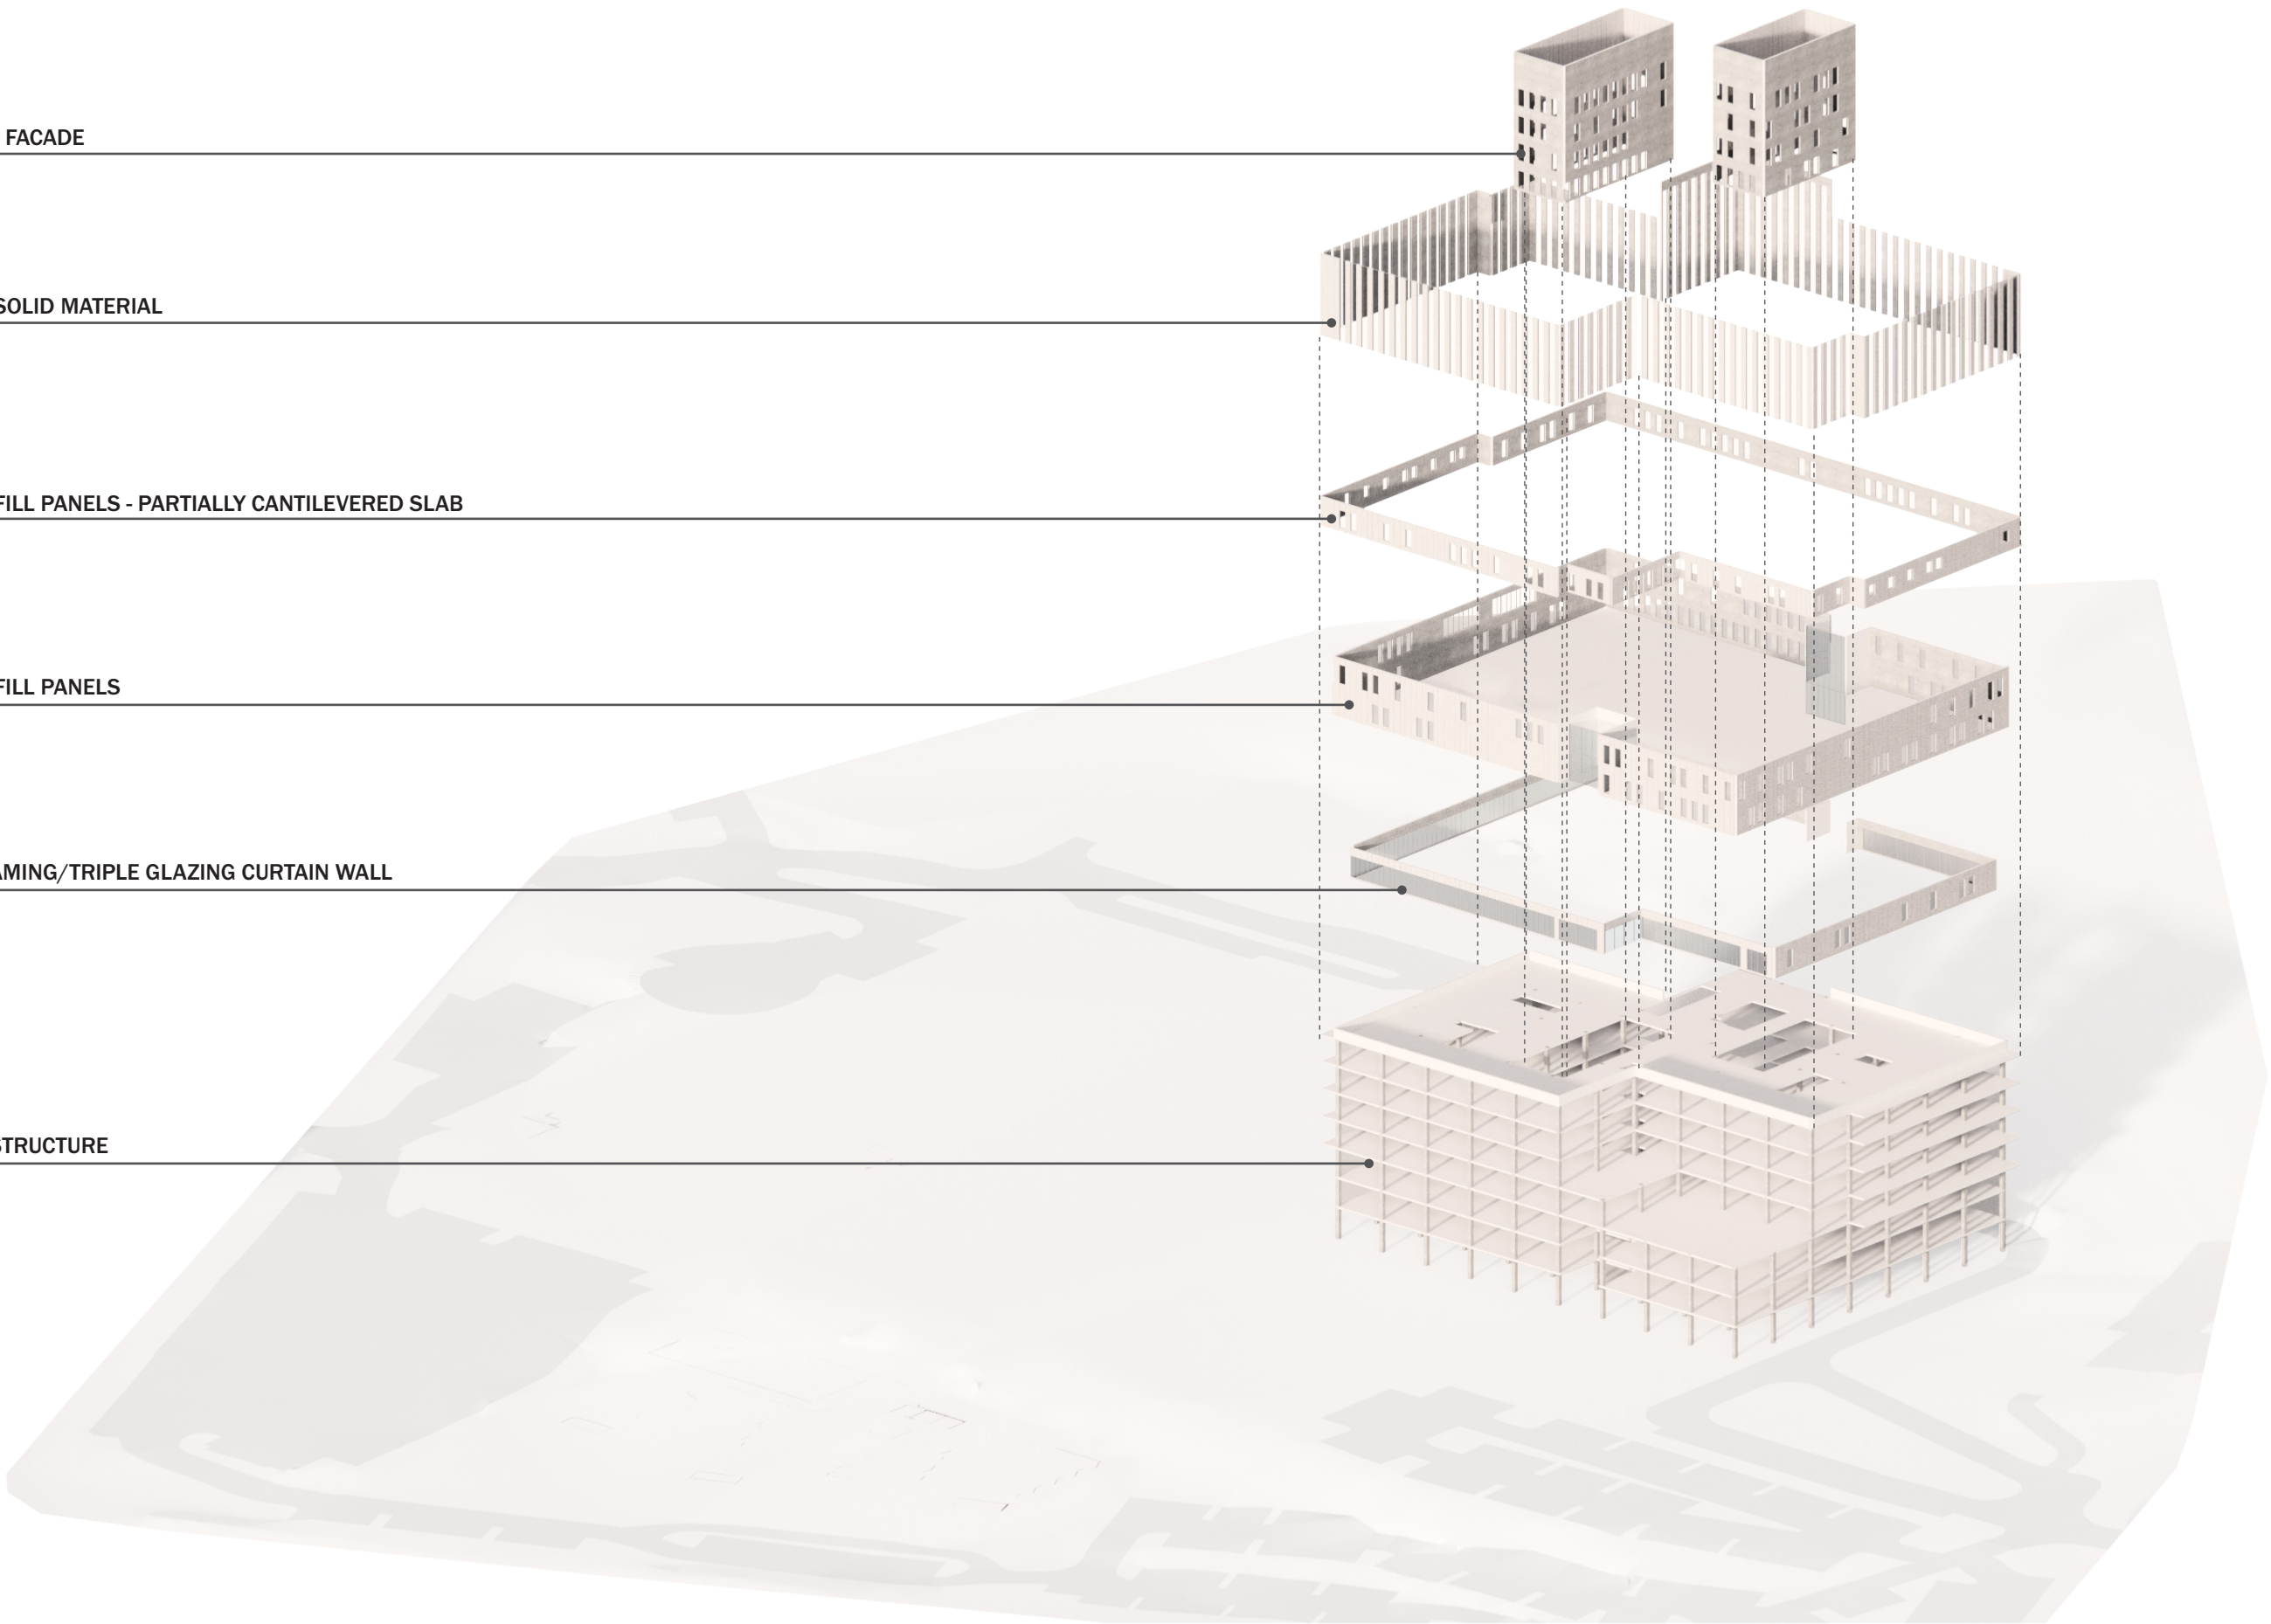 FACADE
SOLID MATERIAL
FILL PANELS - PARTIALLY CANTILEVERED SLAB
FILL PANELS
AMING/TRIPLE GLAZING CURTAIN WALL
STRUCTURE